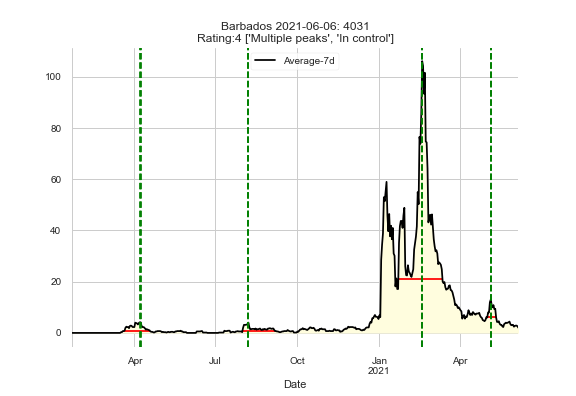 Barbados 2021-06-06: 4031
Rating:4 ['Multiple peaks', 'In control']
Average-7d
100
80
60
40
20
0
Apr Jul Oct Jan Apr
2021
Date